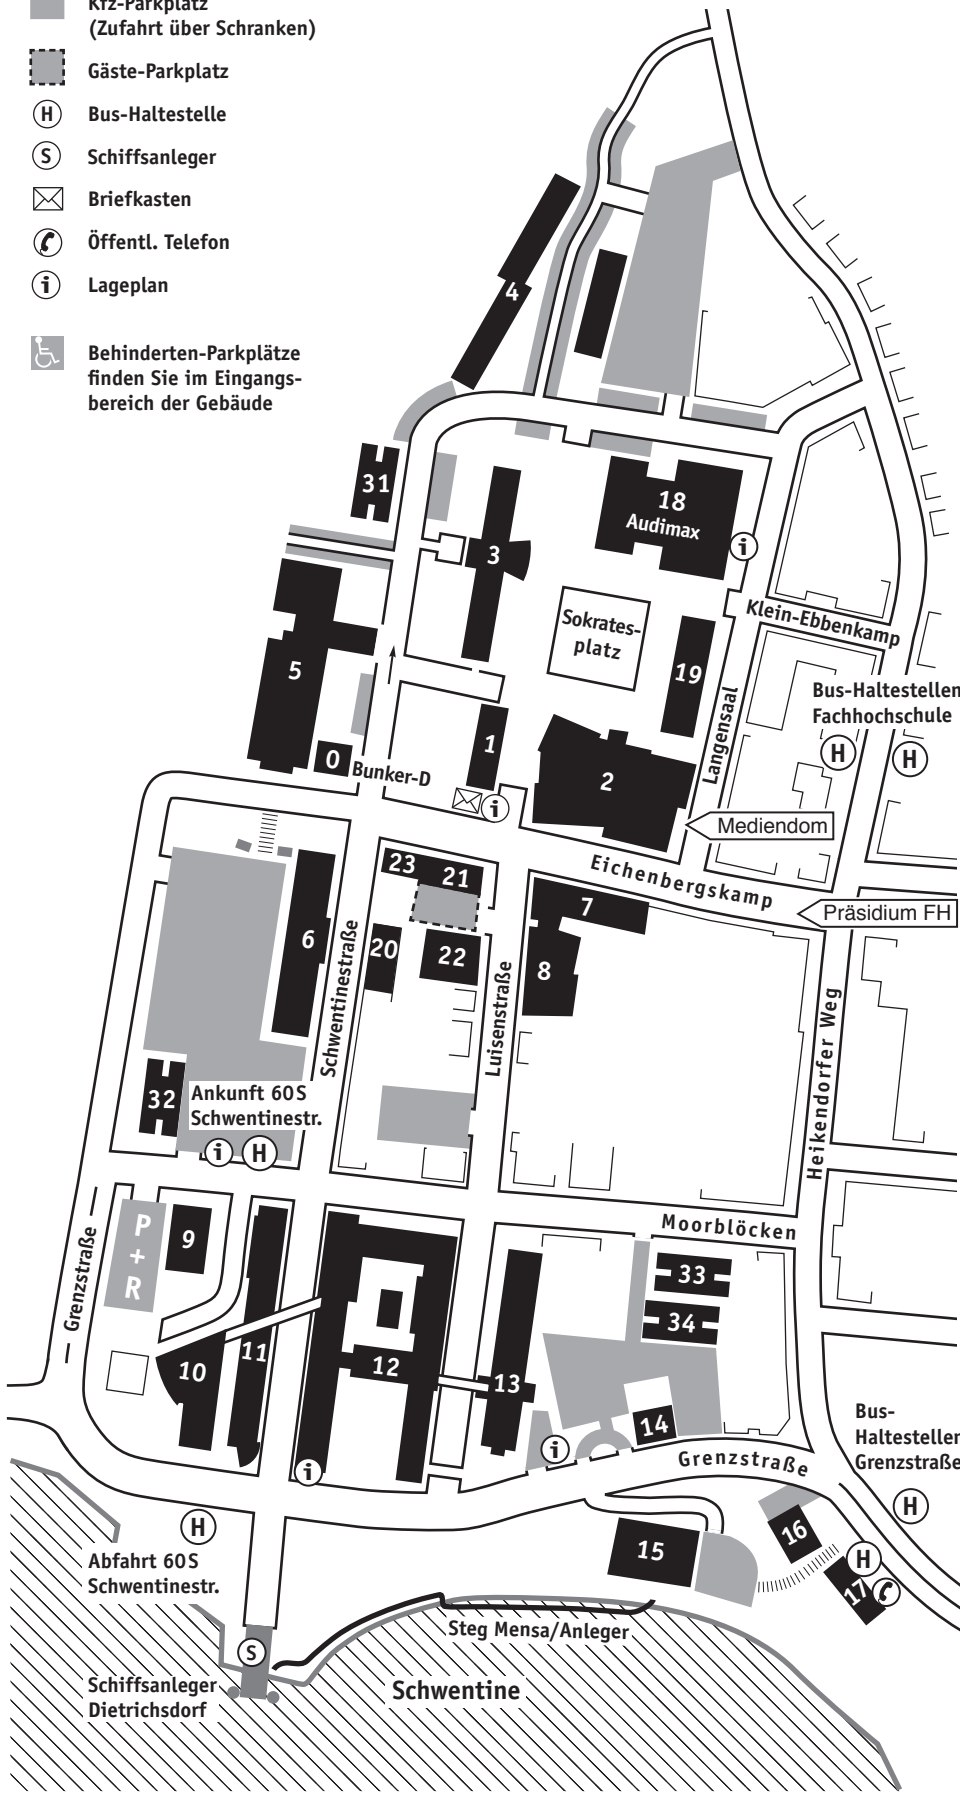 Kfz-Parkplatz
(Zufahrt über Schranken)
Gäste-Parkplatz
H
Bus-Haltestelle
S
Schiffsanleger
Briefkasten
Öffentl. Telefon
i
Lageplan
Behinderten-Parkplätze
finden Sie im Eingangs-
bereich der Gebäude
4
31
18
Audimax
i
3
Klein-Ebbenkamp
Sokrates-
platz
5
19
Langensaal
Bus-Haltestellen
Fachhochschule
H
H
1
0
Bunker-D
2
i
Mediendom
23
21
Eichenbergskamp
7
Präsidium FH
6
Schwentinestraße
20
22
8
Luisenstraße
Heikendorfer Weg
32
Ankunft 60S
Schwentinestr.
i
H
Moorblöcken
P
+
R
9
Grenzstraße
33
34
10
11
12
13
14
i
i
Grenzstraße
Bus-
Haltestellen
Grenzstraße
H
H
Abfahrt 60S
Schwentinestr.
15
16
H
17
Steg Mensa/Anleger
S
Schiffsanleger
Dietrichsdorf
Schwentine